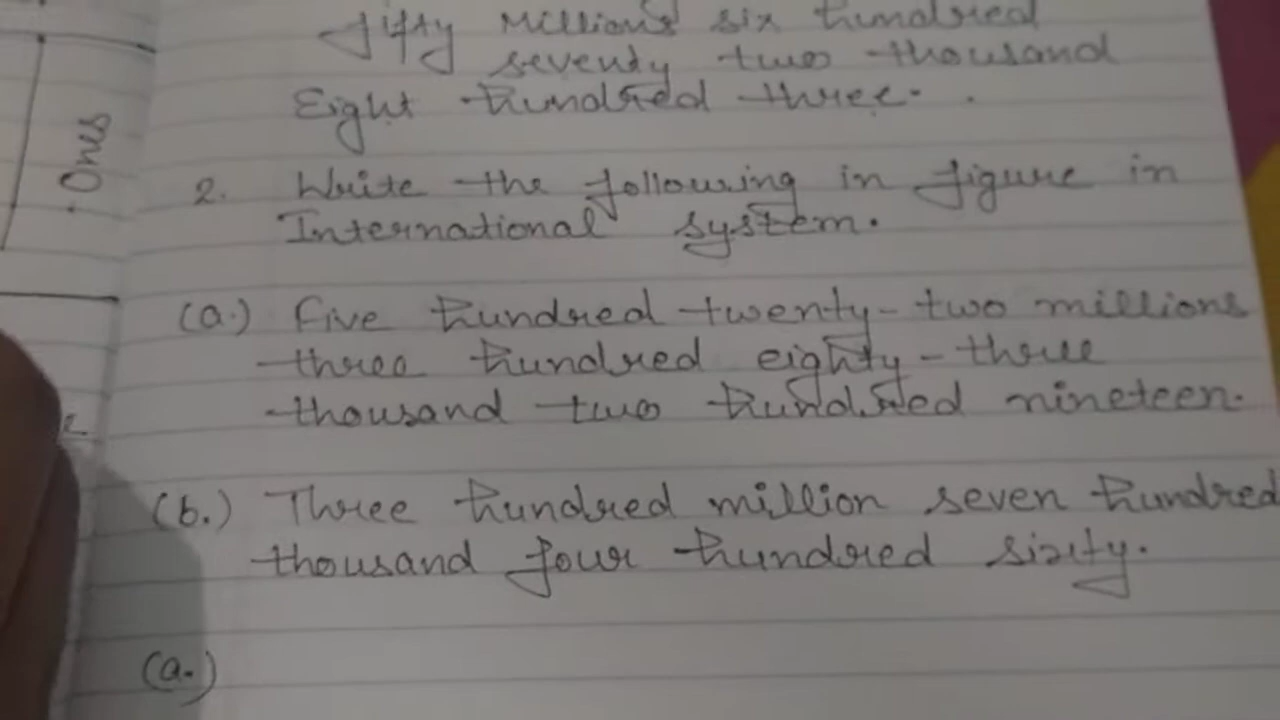 Fifty Millions six hundred
seventy two thousand
Eight hundred three.
Ons
2. Write the following in figure in
International system.
(a.) Five hundred twenty-two millions
three hundred eighty-three
thousand two hundred nineteen.
(b.) Three hundred million seven hundred
thousand four hundred sixty.
(a.)